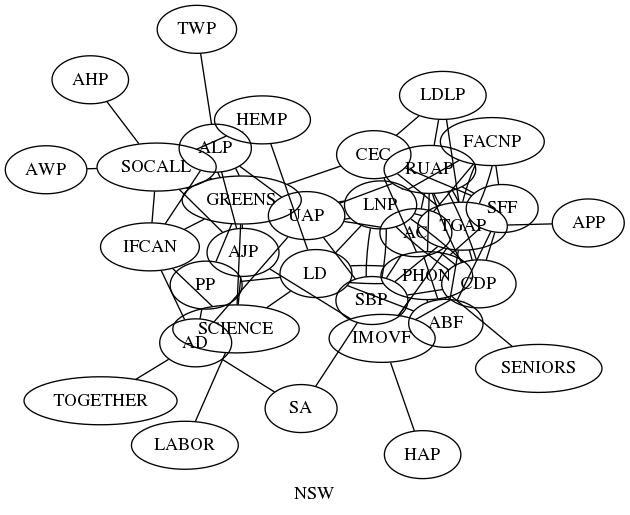 TWP
AHP
LDLP
HEMP
FACNP
ALP
CEC
AWP
SOCALL
RUAP
GREENS
LNP
SFF
UAP
APP
AC
TGAP
IFCAN
AJP
LD
PHON
PP
CDP
SBP
SCIENCE
ABF
AD
IMOVF
SENIORS
TOGETHER
SA
LABOR
HAP
NSW